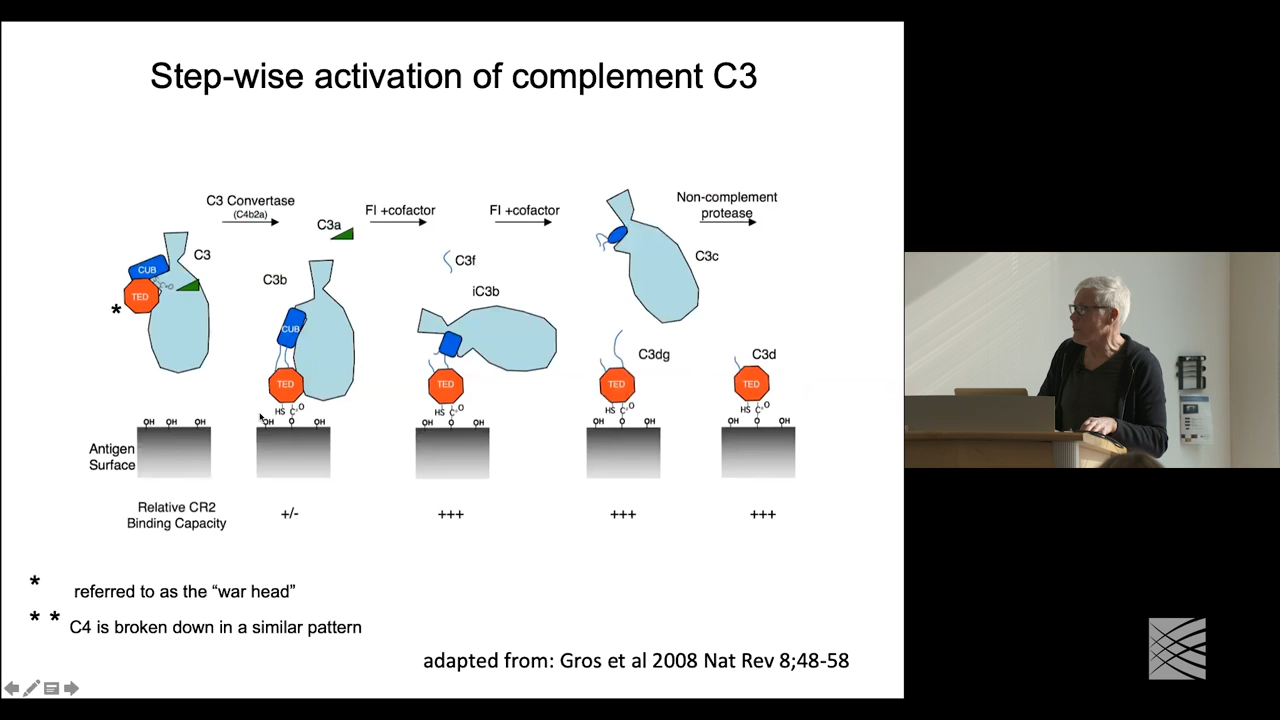 Step-wise activation of complement C3
C3 Convertase
(C4b2a)
FI +cofactor
FI +cofactor
Non-complement
protease
C3
CUB
TED
*
C3a
C3b
CUB
TED
HS
C
O
O
C3f
iC3b
TED
HS
C
O
O
C3c
C3dg
TED
HS
C
O
O
C3d
TED
HS
C
O
O
OH OH OH
OH OH
OH OH
OH OH
OH OH
Antigen
Surface
Relative CR2
Binding Capacity
+/-
+++
+++
+++
* referred to as the “war head”
* * C4 is broken down in a similar pattern
adapted from: Gros et al 2008 Nat Rev 8;48-58